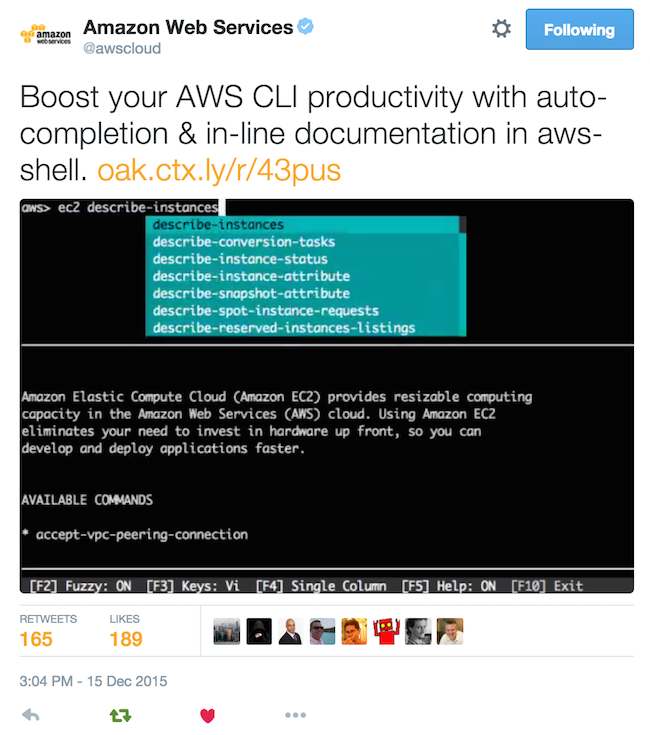 amazon
web services
Amazon Web Services
@awscloud
Following
Boost your AWS CLI productivity with auto-
completion & in-line documentation in aws-
shell. oak.ctx.ly/r/43pus
aws> ec2 describe-instances
describe-instances
describe-conversion-tasks
describe-instance-status
describe-instance-attribute
describe-snapshot-attribute
describe-spot-instance-requests
describe-reserved-instances-listings
Amazon Elastic Compute Cloud (Amazon EC2) provides resizable computing
capacity in the Amazon Web Services (AWS) cloud. Using Amazon EC2
eliminates your need to invest in hardware up front, so you can
develop and deploy applications faster.
AVAILABLE COMMANDS
* accept-vpc-peering-connection
[F2] Fuzzy: ON [F3] Keys: Vi [F4] Single Column [F5] Help: ON [F10] Exit
RETWEETS LIKES
165 189
3:04 PM - 15 Dec 2015